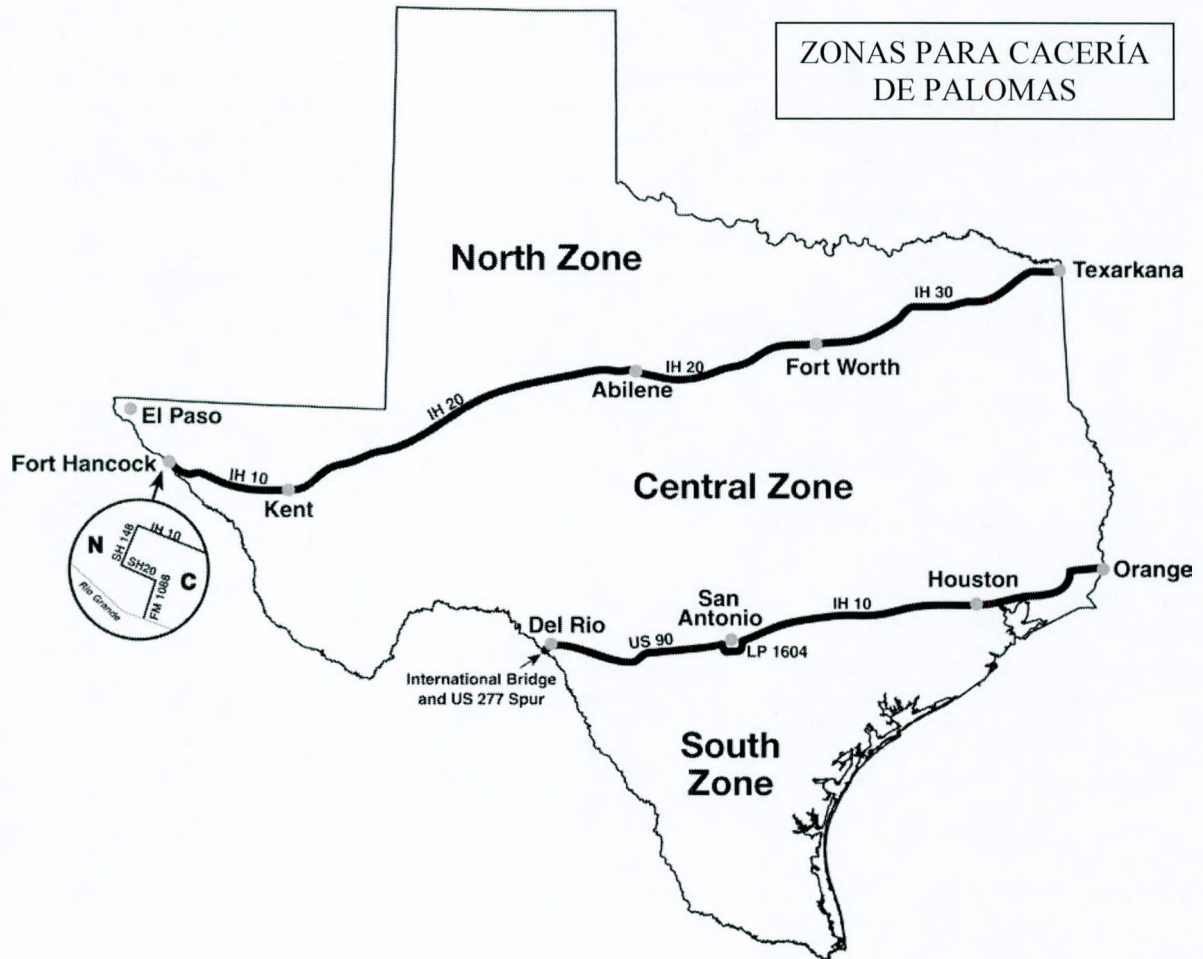 ZONAS PARA CACERÍA
DE PALOMAS
North Zone
Texarkana
IH 30
Fort Worth
IH 20
Abilene
IH 20
El Paso
Fort Hancock
IH 10
Kent
Central Zone
N
SH 148
IH 10
SH20
C
FM 1088
Rio Grande
Orange
Houston
IH 10
San
Antonio
LP 1604
US 90
Del Rio
International Bridge
and US 277 Spur
South
Zone